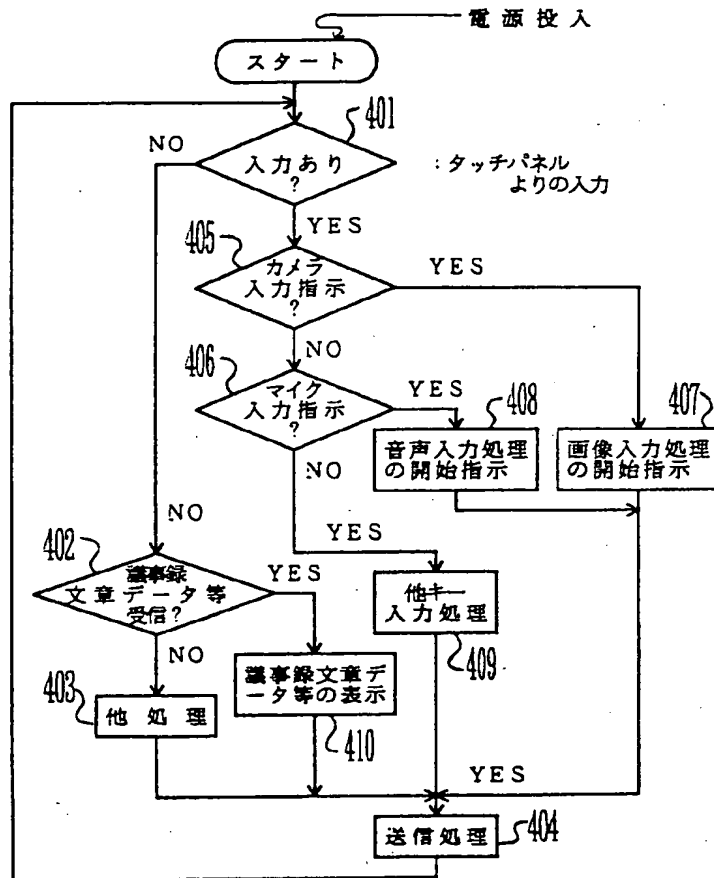 電源投入
スタート
401
NO
入力あり
?
:タッチパネル
よりの入力
YES
405
カメラ
入力指示
?
YES
NO
406
マイク
入力指示
?
YES
408
407
音声入力処理
の開始指示
画像入力処理
の開始指示
NO
NO
YES
402
議事録
文章データ等
受信?
YES
他キー
入力処理
409
NO
403
他処理
議事録文章デ
ータ等の表示
410
YES
送信処理
404